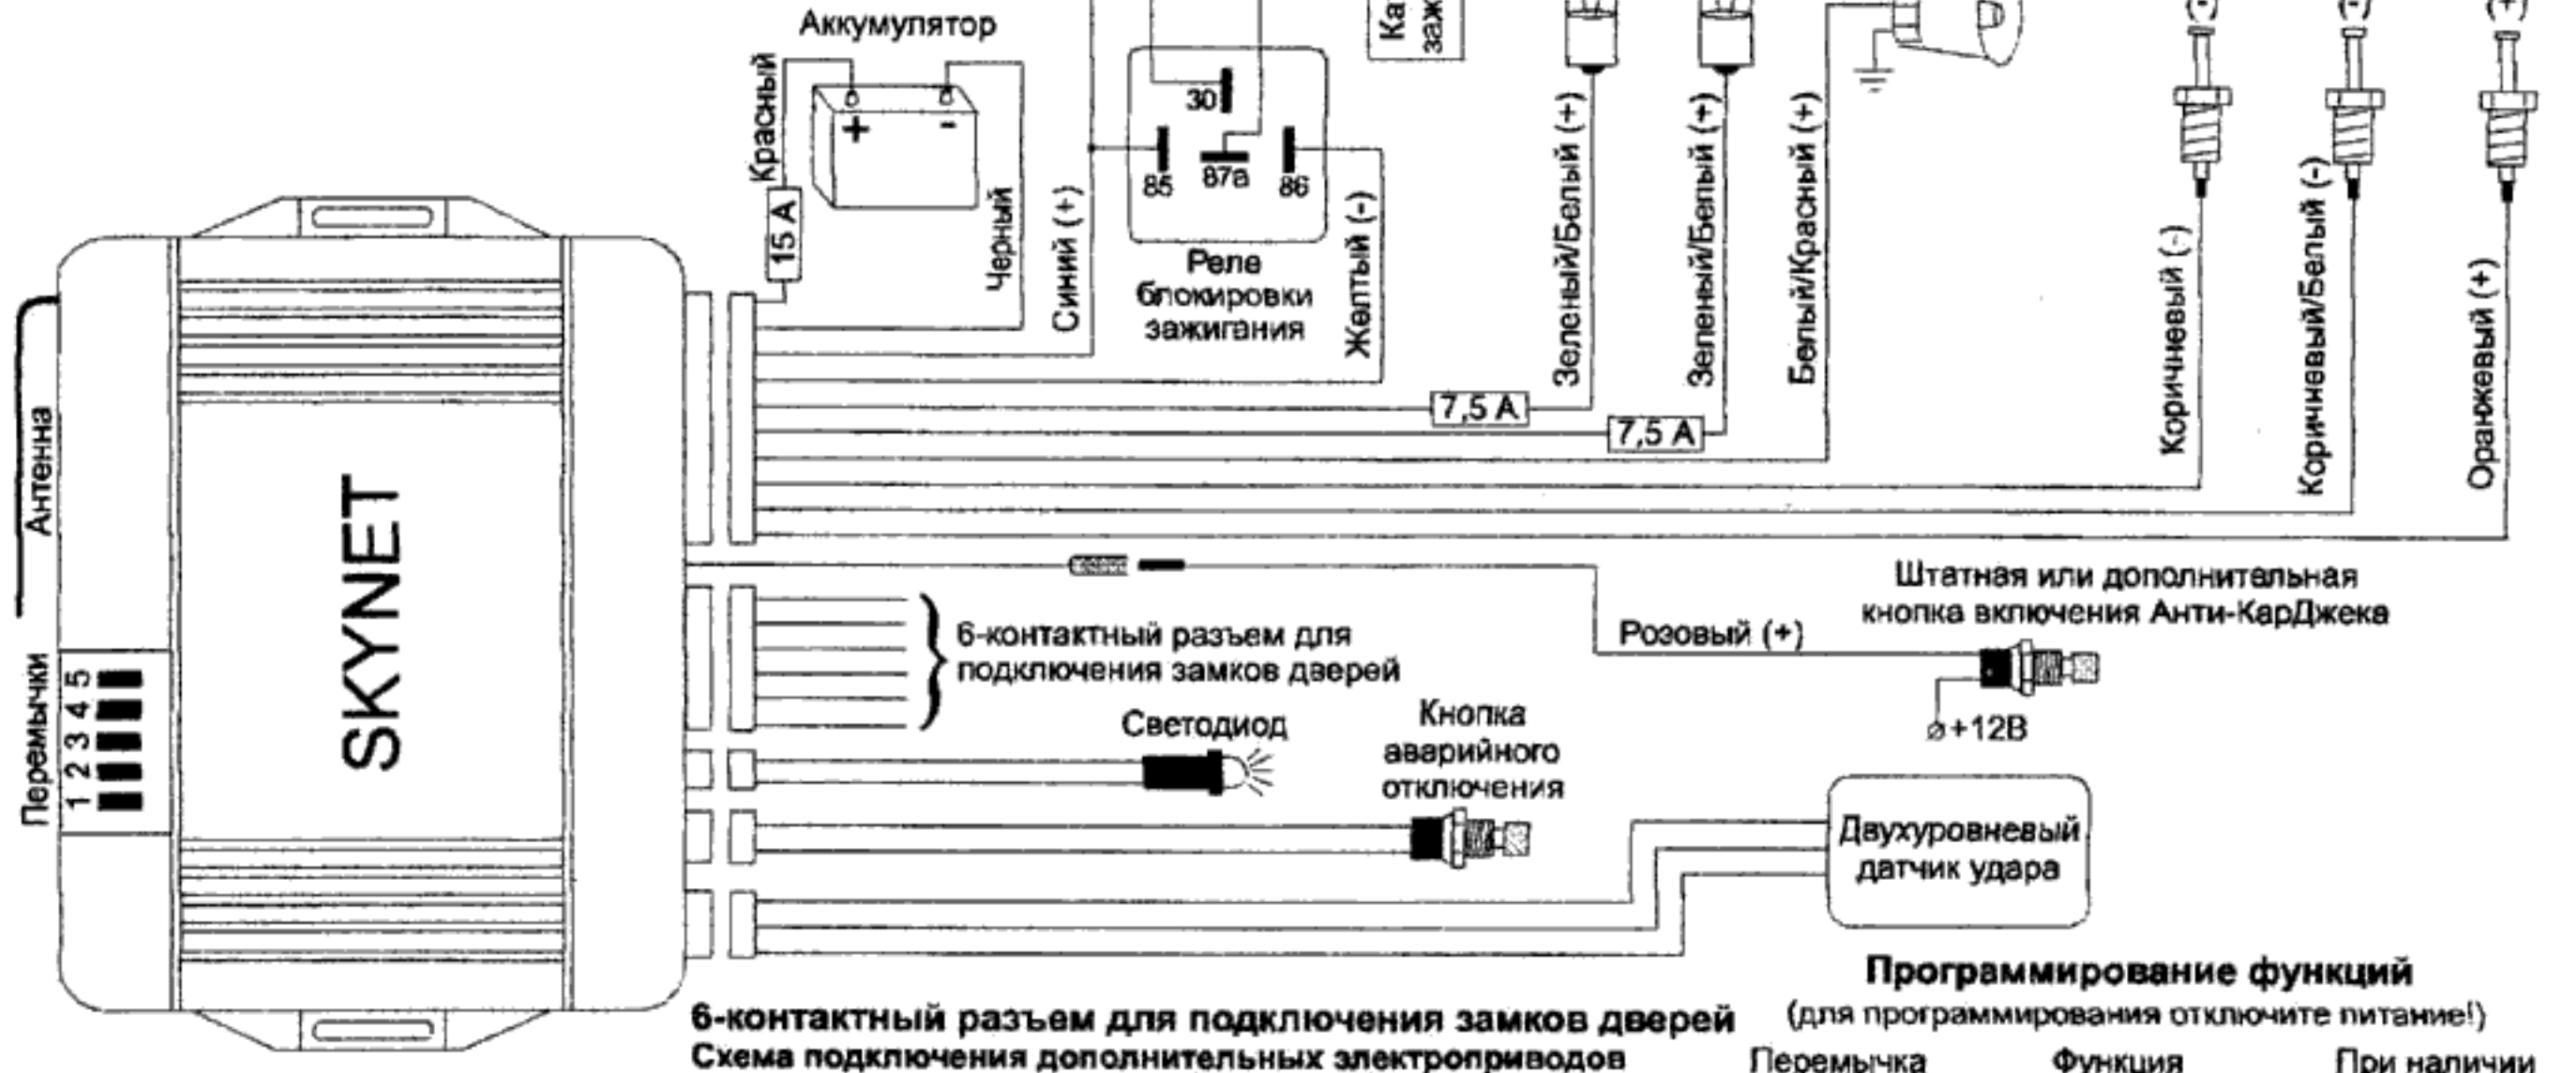 Аккумулятор
Красный
+ -
15 А
Черный
Синий (+)
30
85
87а
86
Реле
блокировки
зажигания
Желтый (-)
Ка
заж
Зеленый/Белый (+)
Зеленый/Белый (+)
Белый/Красный (+)
Коричневый (-)
Коричневый/Белый (-)
Оранжевый (+)
7,5 А
7,5 А
Антенна
SKYNET
Перемычки
1 2 3 4 5
6-контактный разъем для
подключения замков дверей
Штатная или дополнительная
кнопка включения Анти-КарДжека
Розовый (+)
+12В
Светодиод
Кнопка
аварийного
отключения
Двухуровневый
датчик удара
Программирование функций
(для программирования отключите питание!)
6-контактный разъем для подключения замков дверей
Схема подключения дополнительных электроприводов
Перемычка Функция При наличии